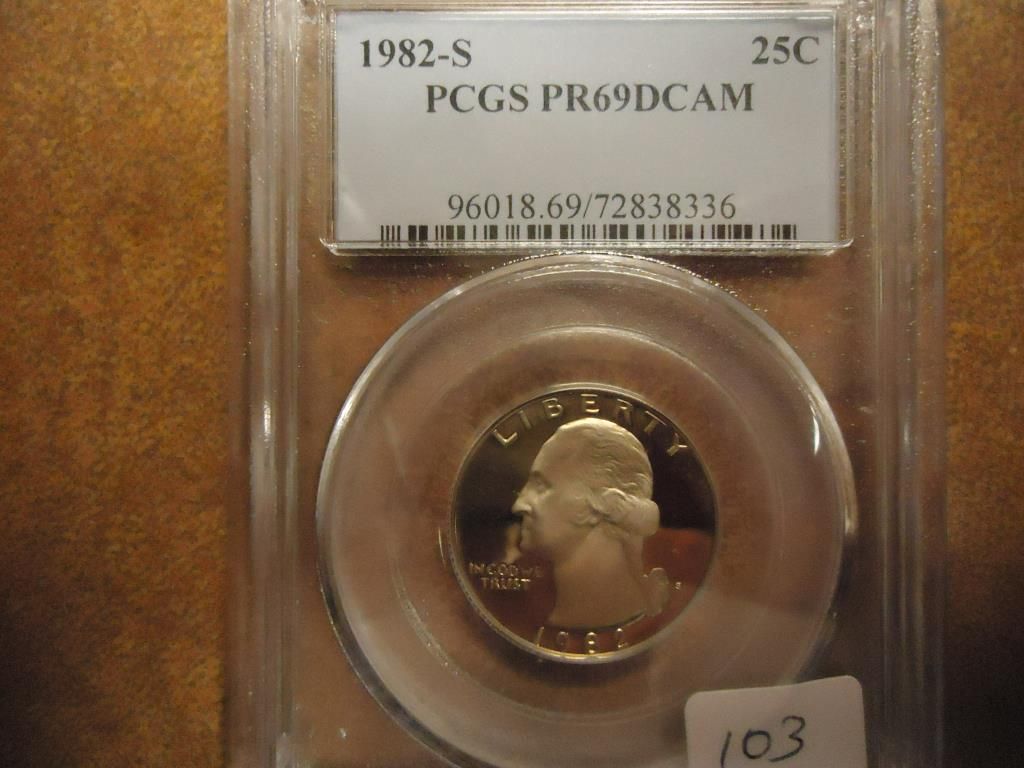 1982-S 25C
PCGS PR69DCAM
96018.69/72838336
LIBERTY
IN GOD WE
TRUST
S
1982
103